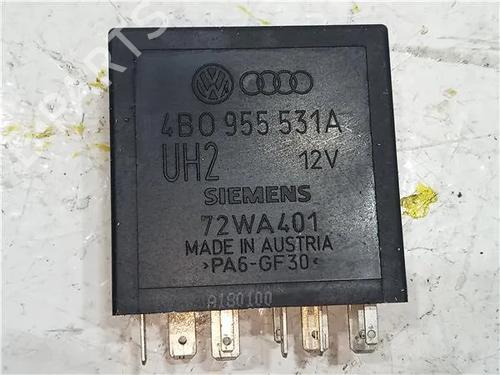 4B0 955 531A
UH2 12V
SIEMENS
72WA401
MADE IN AUSTRIA
>PA6-GF30<
A180100